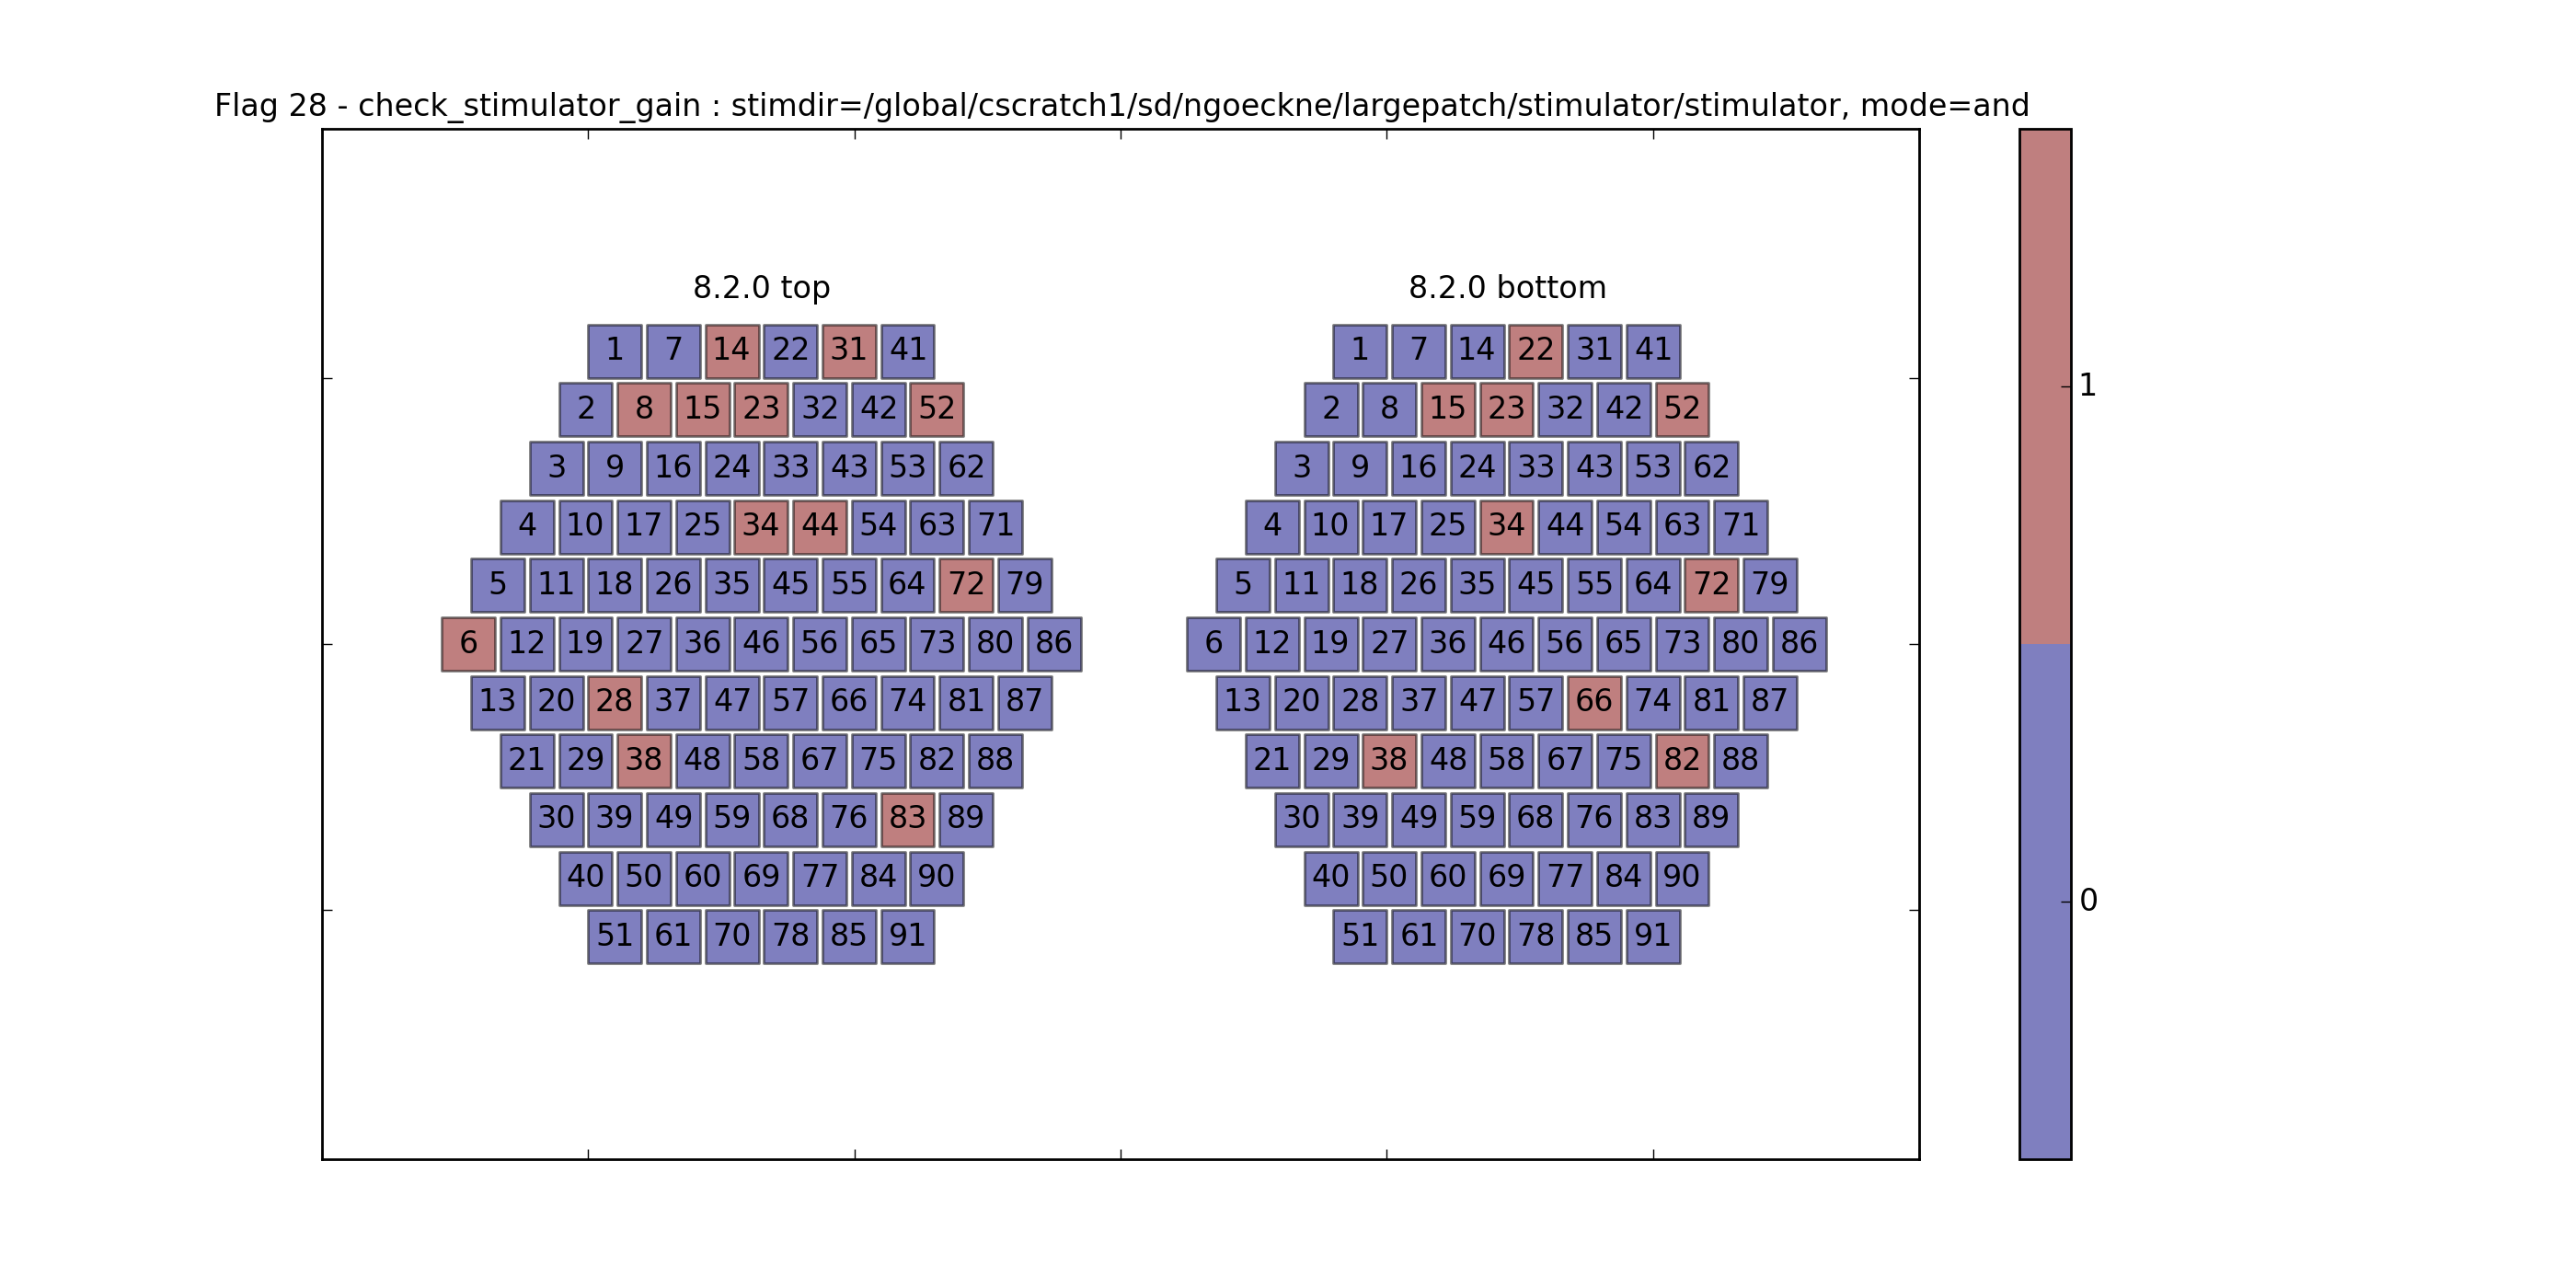 Flag 28 - check_stimulator_gain : stimdir=/global/cscratch1/sd/ngoeckne/largepatch/stimulator/stimulator, mode=and
8.2.0 top
1 7 14 22 31 41
2 8 15 23 32 42 52
3 9 16 24 33 43 53 62
4 10 17 25 34 44 54 63 71
5 11 18 26 35 45 55 64 72 79
6 12 19 27 36 46 56 65 73 80 86
13 20 28 37 47 57 66 74 81 87
21 29 38 48 58 67 75 82 88
30 39 49 59 68 76 83 89
40 50 60 69 77 84 90
51 61 70 78 85 91
8.2.0 bottom
1 7 14 22 31 41
2 8 15 23 32 42 52
3 9 16 24 33 43 53 62
4 10 17 25 34 44 54 63 71
5 11 18 26 35 45 55 64 72 79
6 12 19 27 36 46 56 65 73 80 86
13 20 28 37 47 57 66 74 81 87
21 29 38 48 58 67 75 82 88
30 39 49 59 68 76 83 89
40 50 60 69 77 84 90
51 61 70 78 85 91
1
0